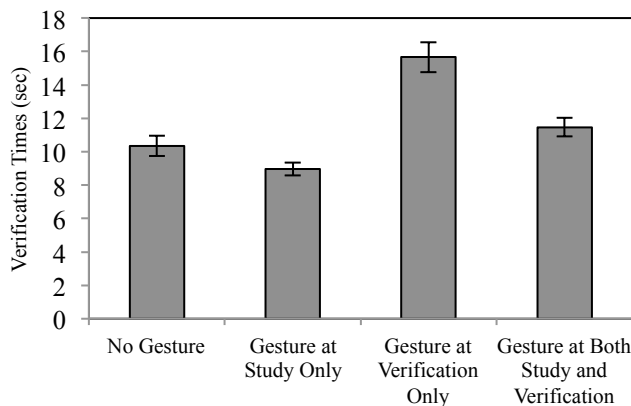 18
16
14
12
10
8
6
4
2
0
Verification Times (sec)
No Gesture
Gesture at
Study Only
Gesture at
Verification
Only
Gesture at Both
Study and
Verification